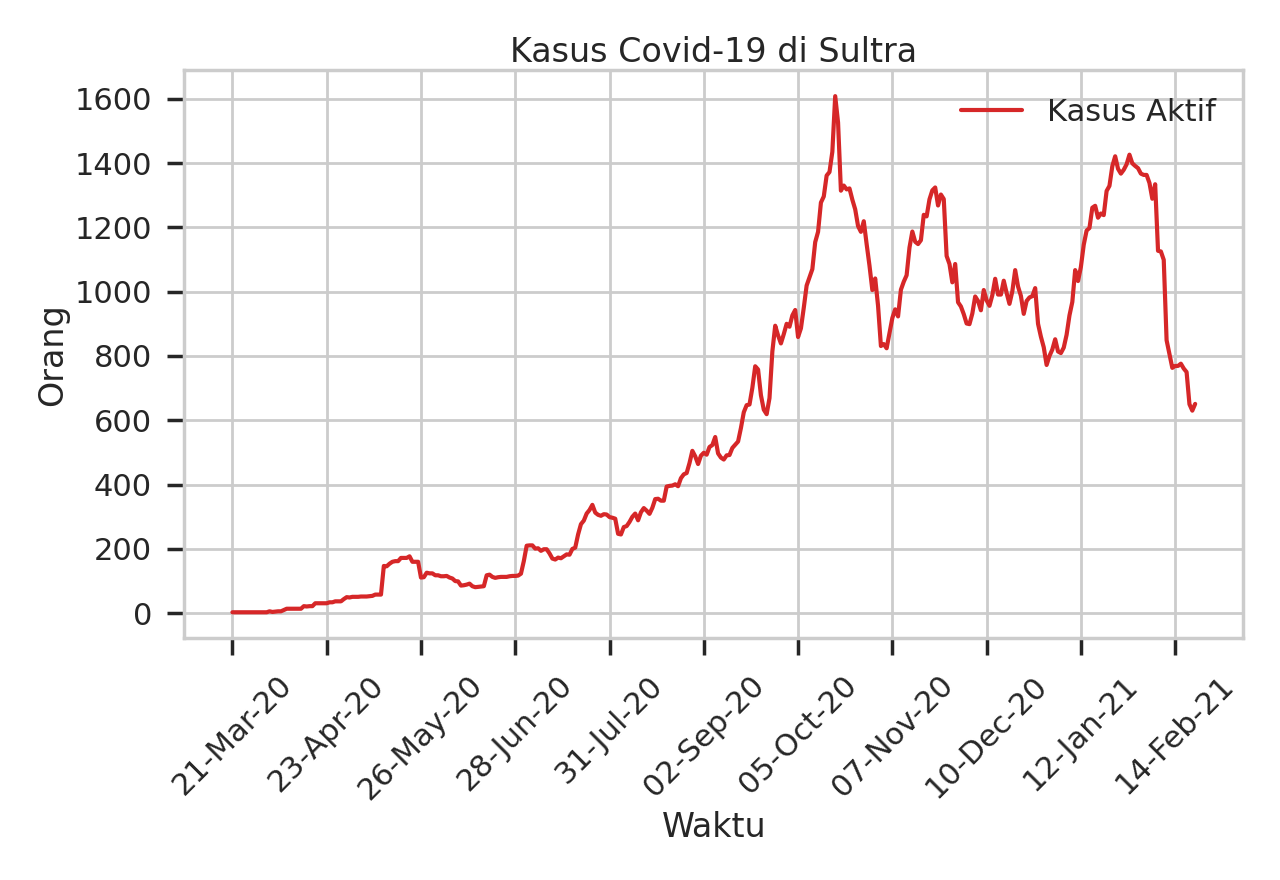 Kasus Covid-19 di Sultra
Kasus Aktif
1600
1400
1200
1000
800
600
400
200
0
Orang
21-Mar-20
23-Apr-20
26-May-20
28-Jun-20
31-Jul-20
02-Sep-20
05-Oct-20
07-Nov-20
10-Dec-20
12-Jan-21
14-Feb-21
Waktu